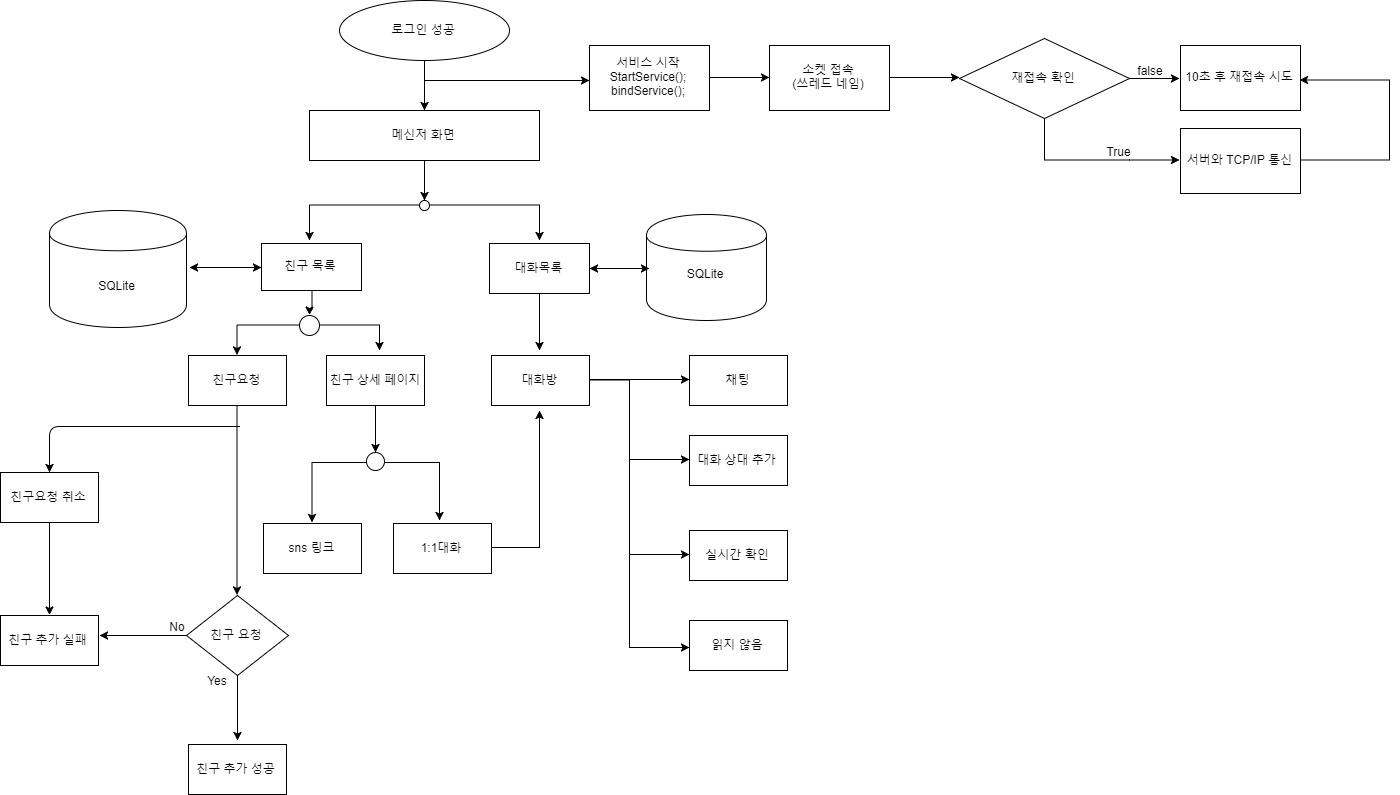 로그인 성공
서비스 시작
StartService();
bindService();
소켓 접속
(쓰레드 네임)
재접속 확인
false
10초 후 재접속 시도
True
서버와 TCP/IP 통신
메신저 화면
SQLite
친구 목록
대화목록
SQLite
친구요청
친구 상세 페이지
대화방
채팅
대화 상대 추가
친구요청 취소
sns 링크
1:1대화
실시간 확인
No
친구 추가 실패
친구 요청
읽지 않음
Yes
친구 추가 성공